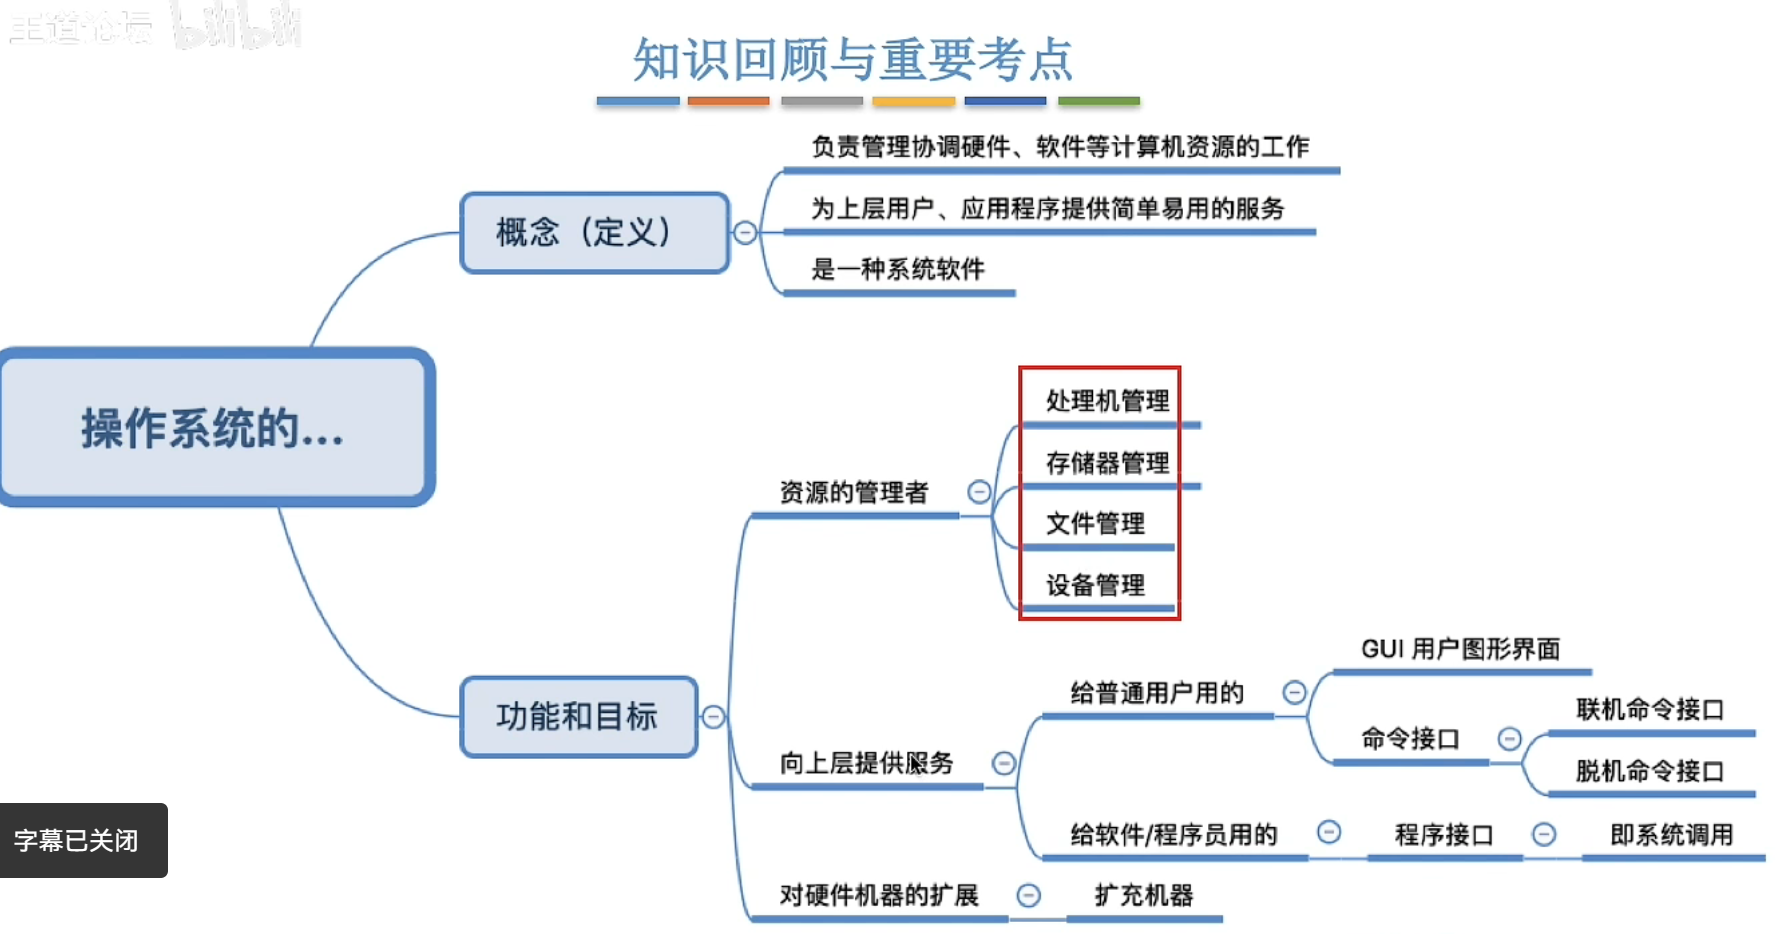 王道论坛 bilibili
知识回顾与重要考点
负责管理协调硬件、软件等计算机资源的工作
概念（定义）
为上层用户、应用程序提供简单易用的服务
是一种系统软件
操作系统的...
处理机管理
存储器管理
资源的管理者
文件管理
设备管理
功能和目标
GUI 用户图形界面
给普通用户用的
联机命令接口
命令接口
脱机命令接口
向上层提供服务
给软件/程序员用的
程序接口
即系统调用
对硬件机器的扩展
扩充机器
字幕已关闭